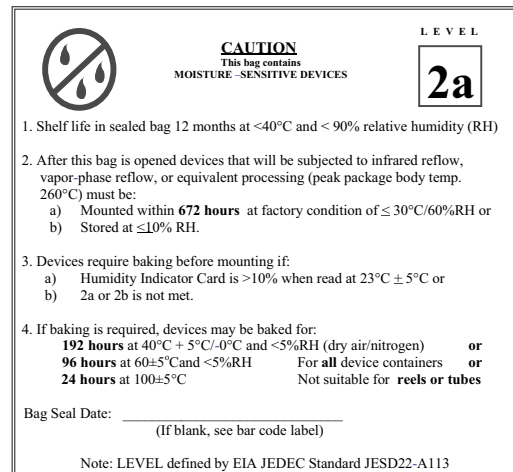 L E V E L
CAUTION
This bag contains
MOISTURE –SENSITIVE DEVICES
2a
1. Shelf life in sealed bag 12 months at <40°C and < 90% relative humidity (RH)
2. After this bag is opened devices that will be subjected to infrared reflow,
vapor-phase reflow, or equivalent processing (peak package body temp.
260°C) must be:
a) Mounted within 672 hours at factory condition of ≤ 30°C/60%RH or
b) Stored at ≤10% RH.
3. Devices require baking before mounting if:
a) Humidity Indicator Card is >10% when read at 23°C ± 5°C or
b) 2a or 2b is not met.
4. If baking is required, devices may be baked for:
192 hours at 40°C + 5°C/-0°C and <5%RH (dry air/nitrogen) or
96 hours at 60±5°Cand <5%RH For all device containers or
24 hours at 100±5°C Not suitable for reels or tubes
Bag Seal Date: ______________________________
(If blank, see bar code label)
Note: LEVEL defined by EIA JEDEC Standard JESD22-A113